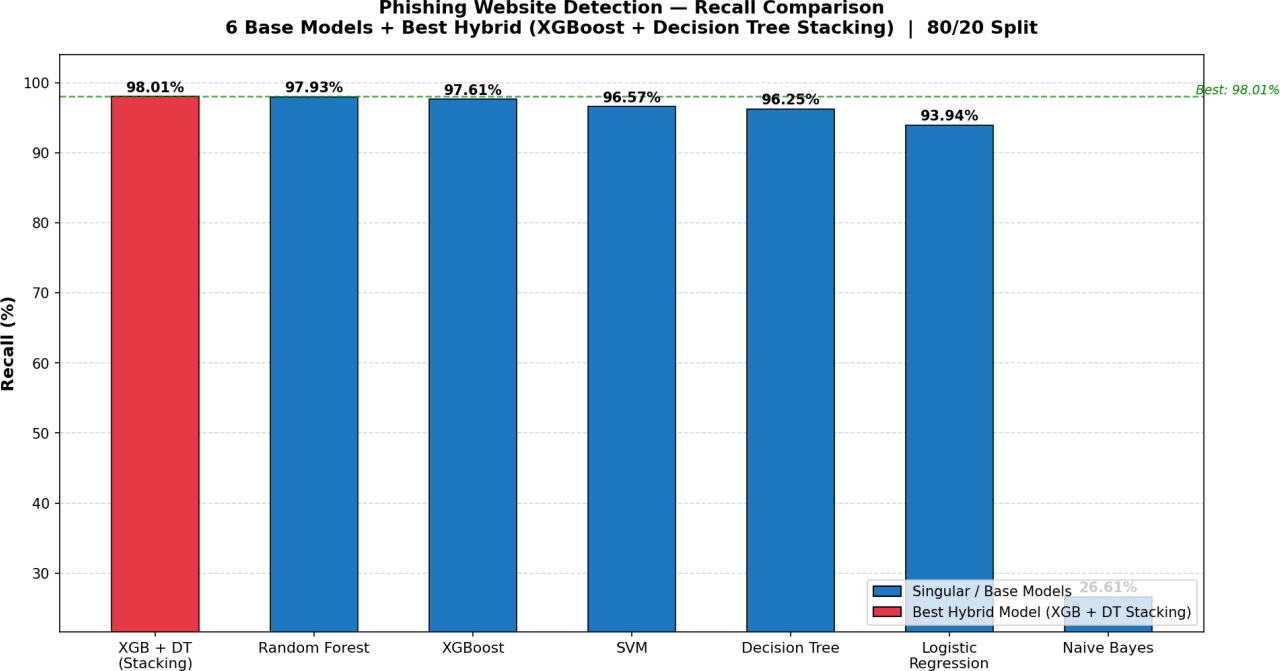 Phishing Website Detection — Recall Comparison
6 Base Models + Best Hybrid (XGBoost + Decision Tree Stacking) | 80/20 Split
Recall (%)
100
90
80
70
60
50
40
30
98.01%
97.93%
97.61%
96.57%
96.25%
93.94%
26.61%
Best: 98.01%
Singular / Base Models
Best Hybrid Model (XGB + DT Stacking)
XGB + DT
(Stacking)
Random Forest
XGBoost
SVM
Decision Tree
Logistic
Regression
Naive Bayes